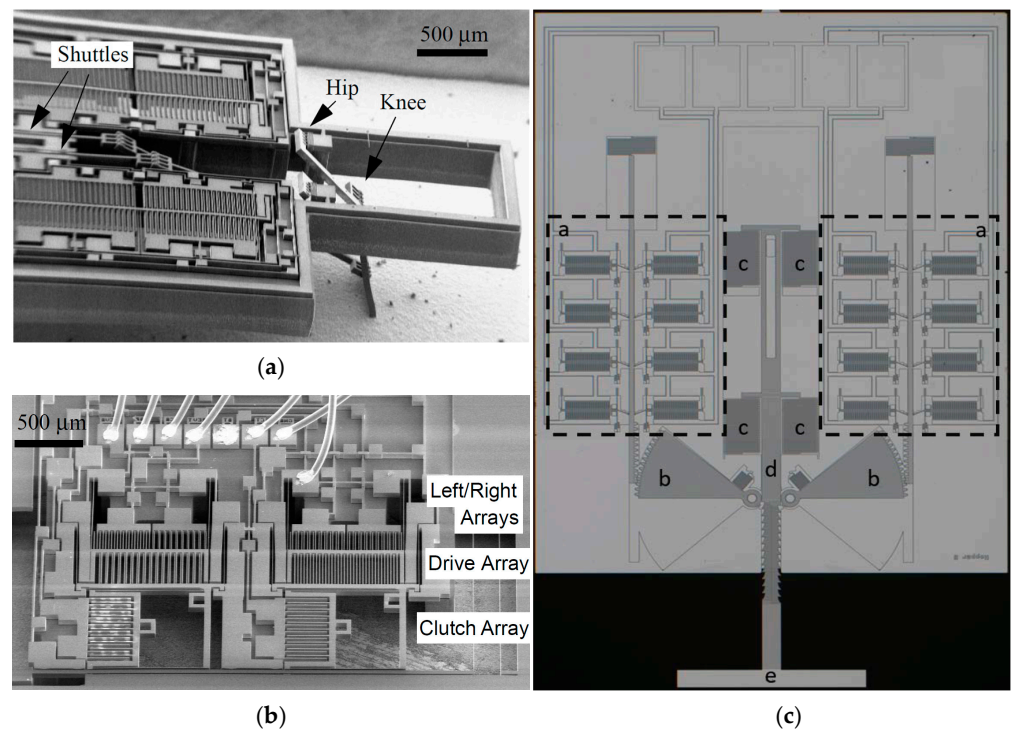 500 µm
Shuttles
Hip
Knee
(a)
500 µm
Left/Right
Arrays
Drive Array
Clutch Array
(b)
a
a
c
c
c
c
d
b
b
e
(c)